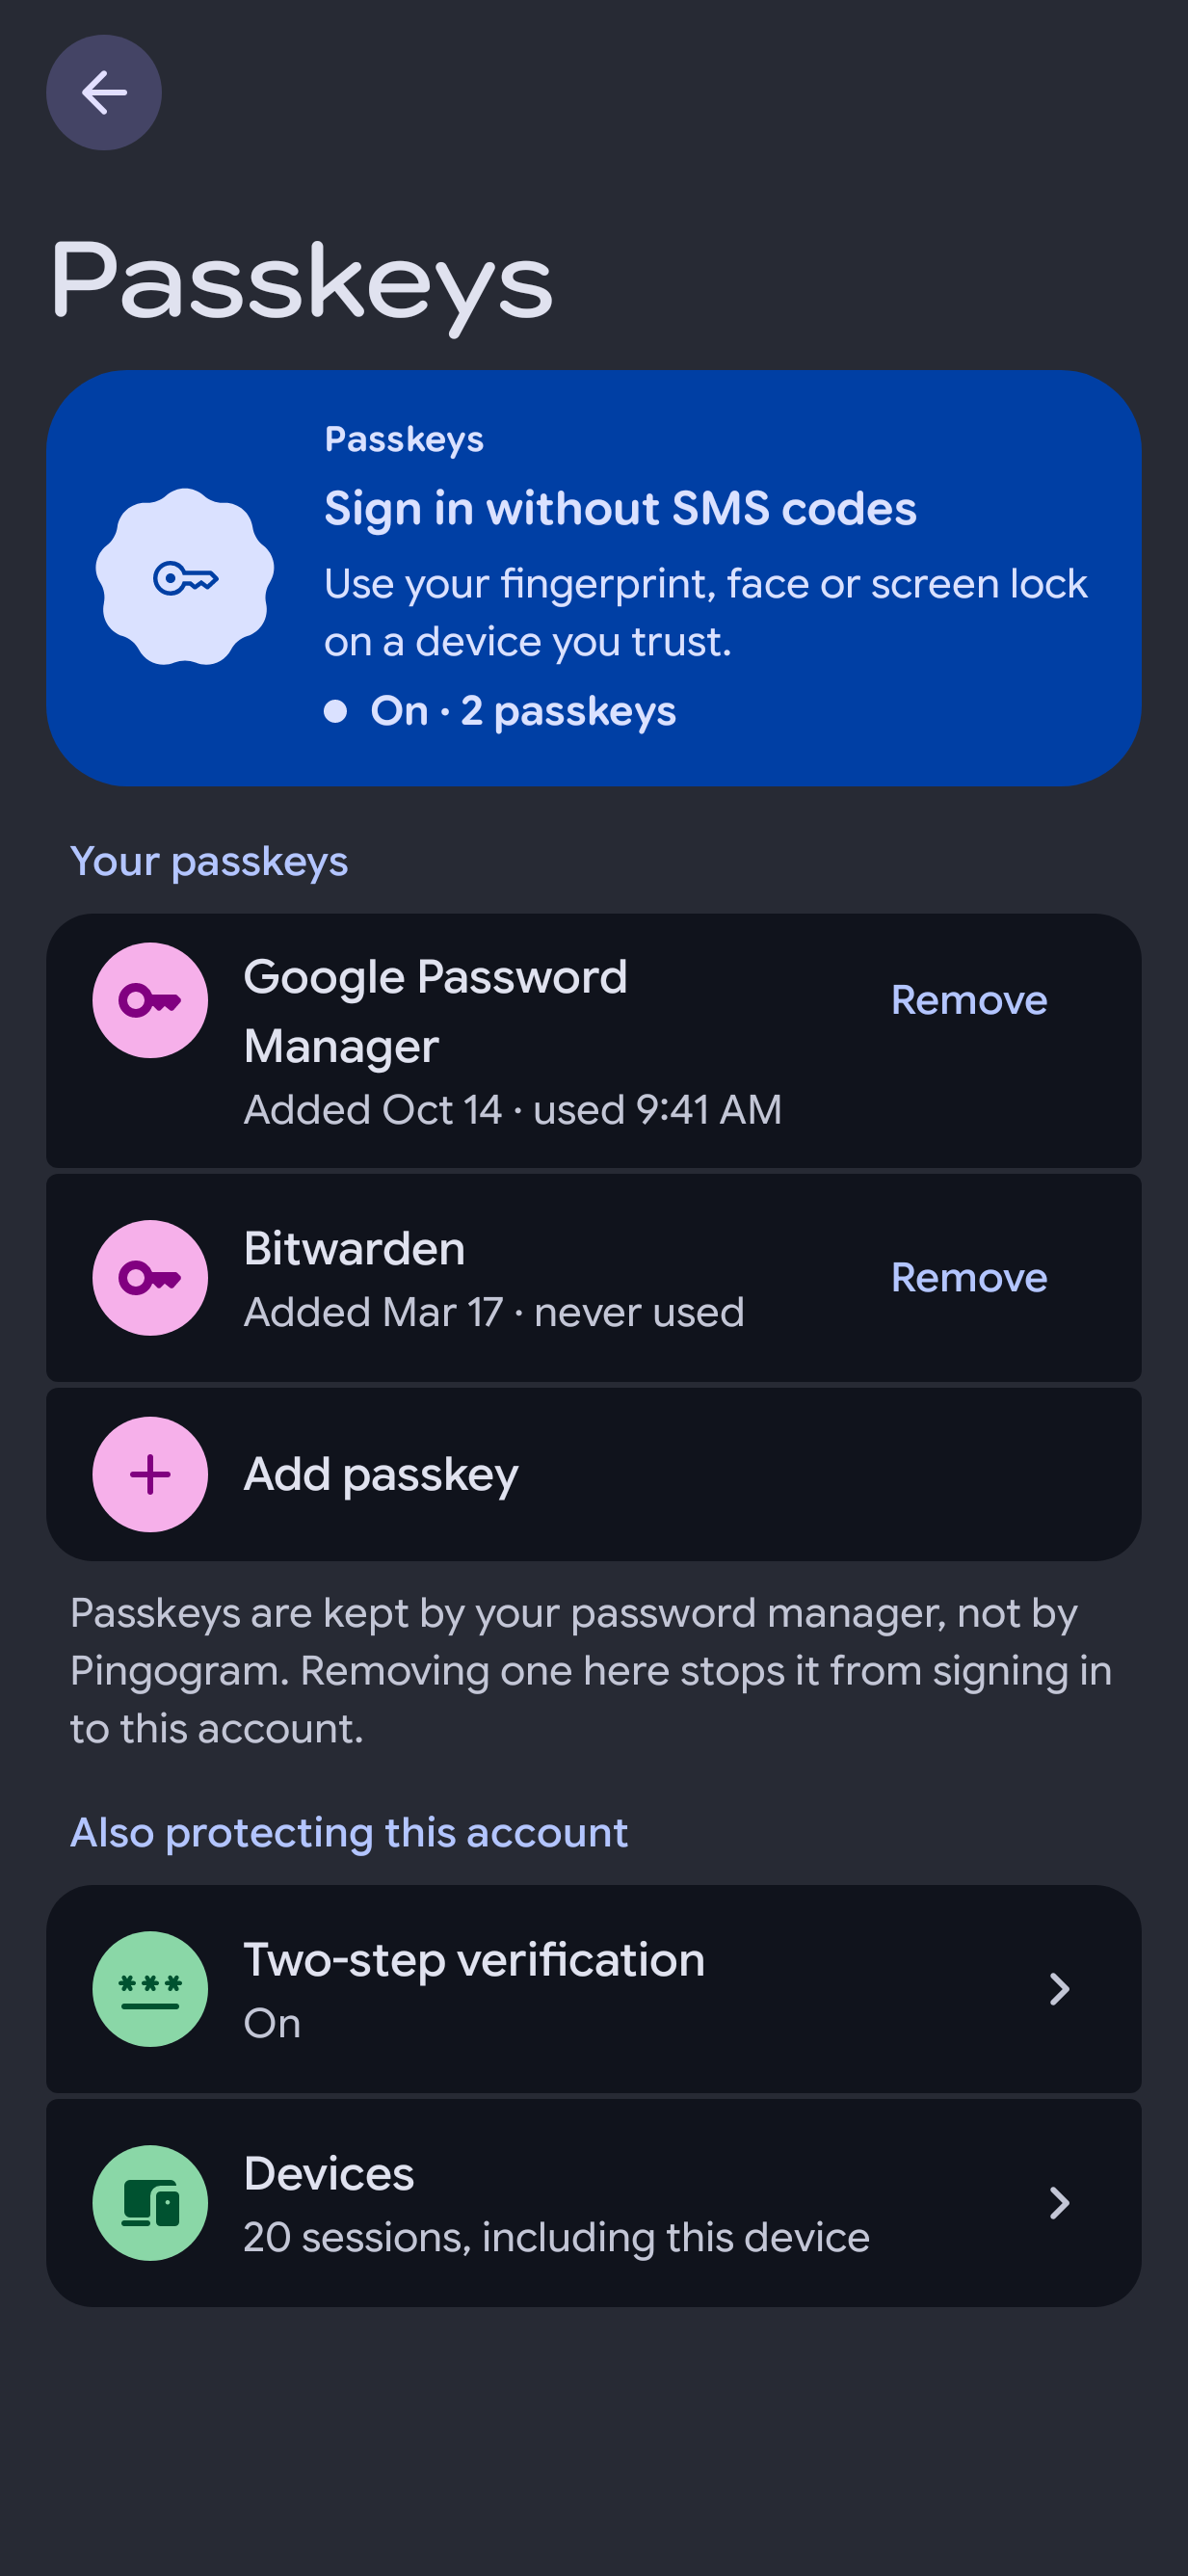 Passkeys
Passkeys
Sign in without SMS codes
Use your fingerprint, face or screen lock
on a device you trust.
On · 2 passkeys
Your passkeys
Google Password
Manager
Added Oct 14 · used 9:41 AM
Remove
Bitwarden
Added Mar 17 · never used
Remove
Add passkey
Passkeys are kept by your password manager, not by
Pingogram. Removing one here stops it from signing in
to this account.
Also protecting this account
Two-step verification
On
Devices
20 sessions, including this device